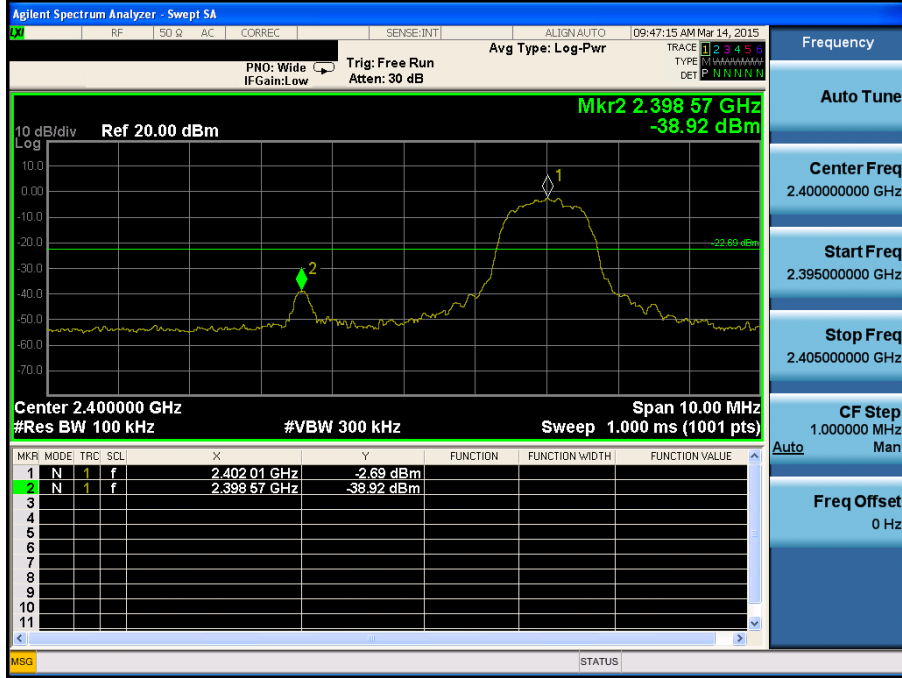 Agilent Spectrum Analyzer - Swept SA
LXI RF 50 Ω AC CORREC SENSE:INT ALIGN AUTO 09:47:15 AM Mar 14, 2015
Avg Type: Log-Pwr
TRACE 1 2 3 4 5 6
TYPE M WWWWW
DET P N N N N N
PNO: Wide
IFGain:Low
Trig: Free Run
Atten: 30 dB
Mkr2 2.398 57 GHz
-38.92 dBm
10 dB/div Ref 20.00 dBm
Log
10.0
0.00
-10.0
-20.0
-30.0
-40.0
-50.0
-60.0
-70.0
1
2
-22.69 dBm
Center 2.400000 GHz Span 10.00 MHz
#Res BW 100 kHz #VBW 300 kHz Sweep 1.000 ms (1001 pts)
MKR MODE TRC SCL X Y FUNCTION FUNCTION WIDTH FUNCTION VALUE
1 N 1 f 2.402 01 GHz -2.69 dBm
2 N 1 f 2.398 57 GHz -38.92 dBm
3
4
5
6
7
8
9
10
11
MSG STATUS
Frequency
Auto Tune
Center Freq
2.400000000 GHz
Start Freq
2.395000000 GHz
Stop Freq
2.405000000 GHz
CF Step
1.000000 MHz
Auto Man
Freq Offset
0 Hz